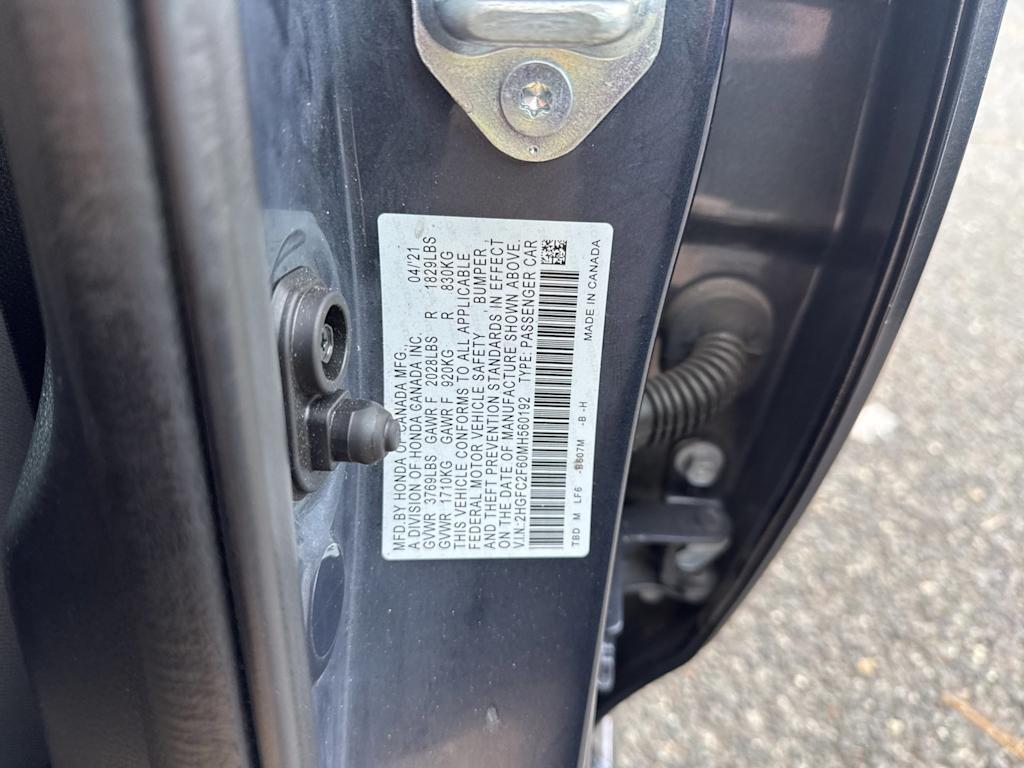 MFD.BY HONDA OF CANADA MFG. 04/'21
A DIVISION OF HONDA CANADA INC.
GVWR 3769LBS GAWR F 2028LBS R 1829LBS
GVWR 1710KG GAWR F 920KG R 830KG
THIS VEHICLE CONFORMS TO ALL APPLICABLE
FEDERAL MOTOR VEHICLE SAFETY , BUMPER ,
AND THEFT PREVENTION STANDARDS IN EFFECT
ON THE DATE OF MANUFACTURE SHOWN ABOVE.
V.I.N.:2HGFC2F60MH560192 TYPE: PASSENGER CAR
TBD M LF6 -B607M -B -H MADE IN CANADA